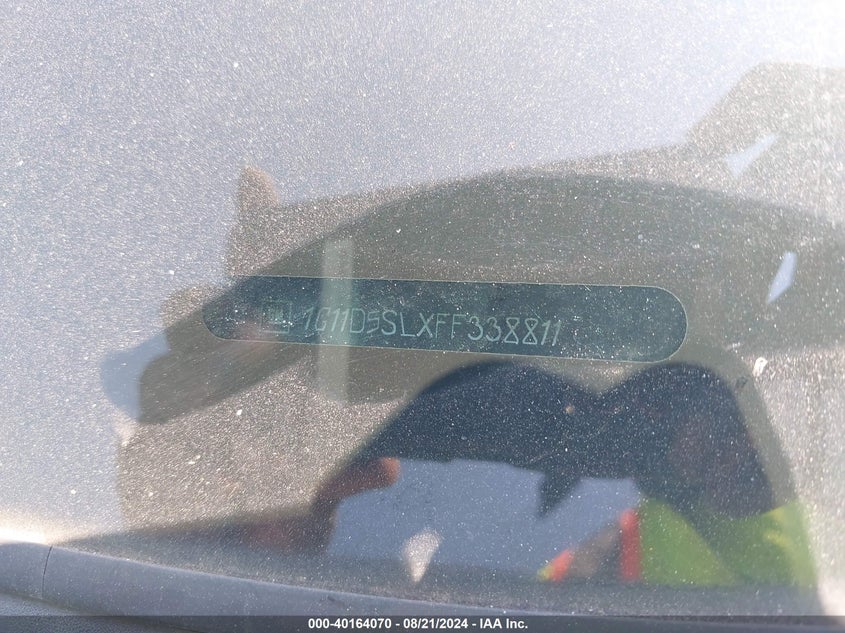 1G11D5SLXFF338811
000-40164070 - 08/21/2024 - IAA Inc.